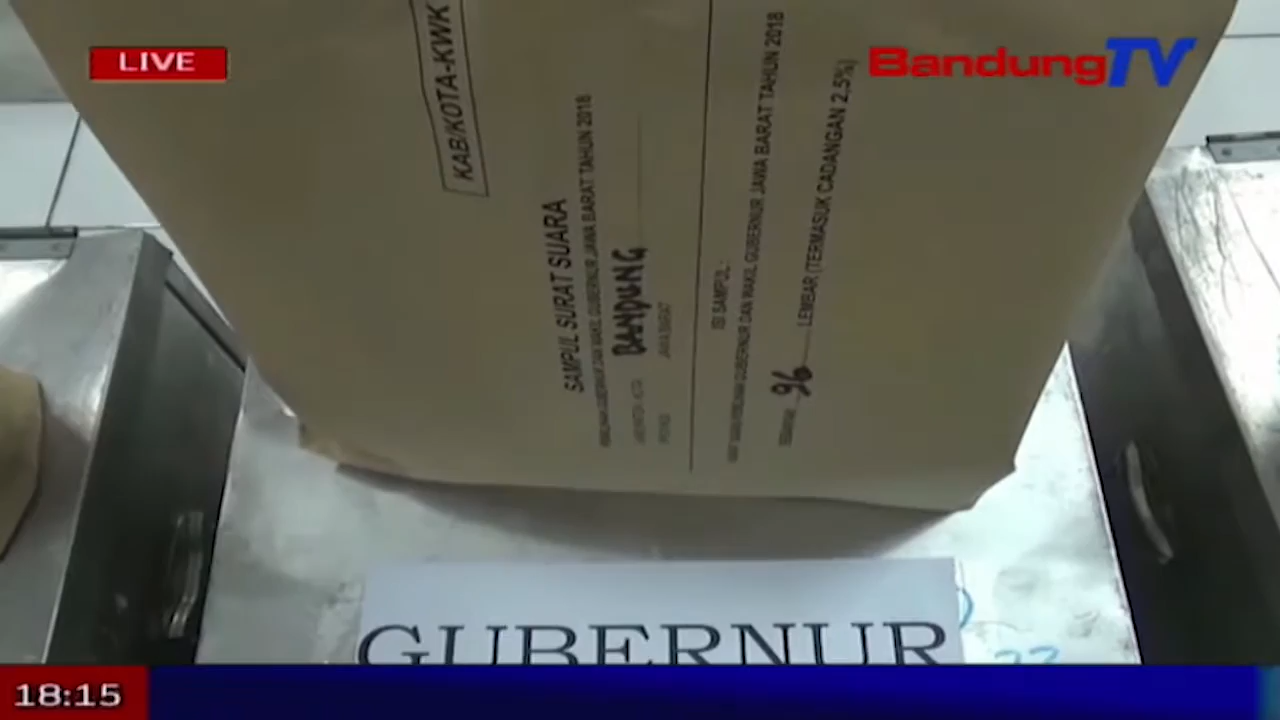 LIVE
BandungTV
KAB/KOTA-KWK
SAMPUL SURAT SUARA
PEMILIHAN GUBERNUR DAN WAKIL GUBERNUR JAWA BARAT TAHUN 2018
BANDUNG
JAWA BARAT
ISI SAMPUL :
SURAT SUARA PEMILIHAN GUBERNUR DAN WAKIL GUBERNUR JAWA BARAT TAHUN 2018
96 LEMBAR (TERMASUK CADANGAN 2,5%)
GUBERNUR
18:15